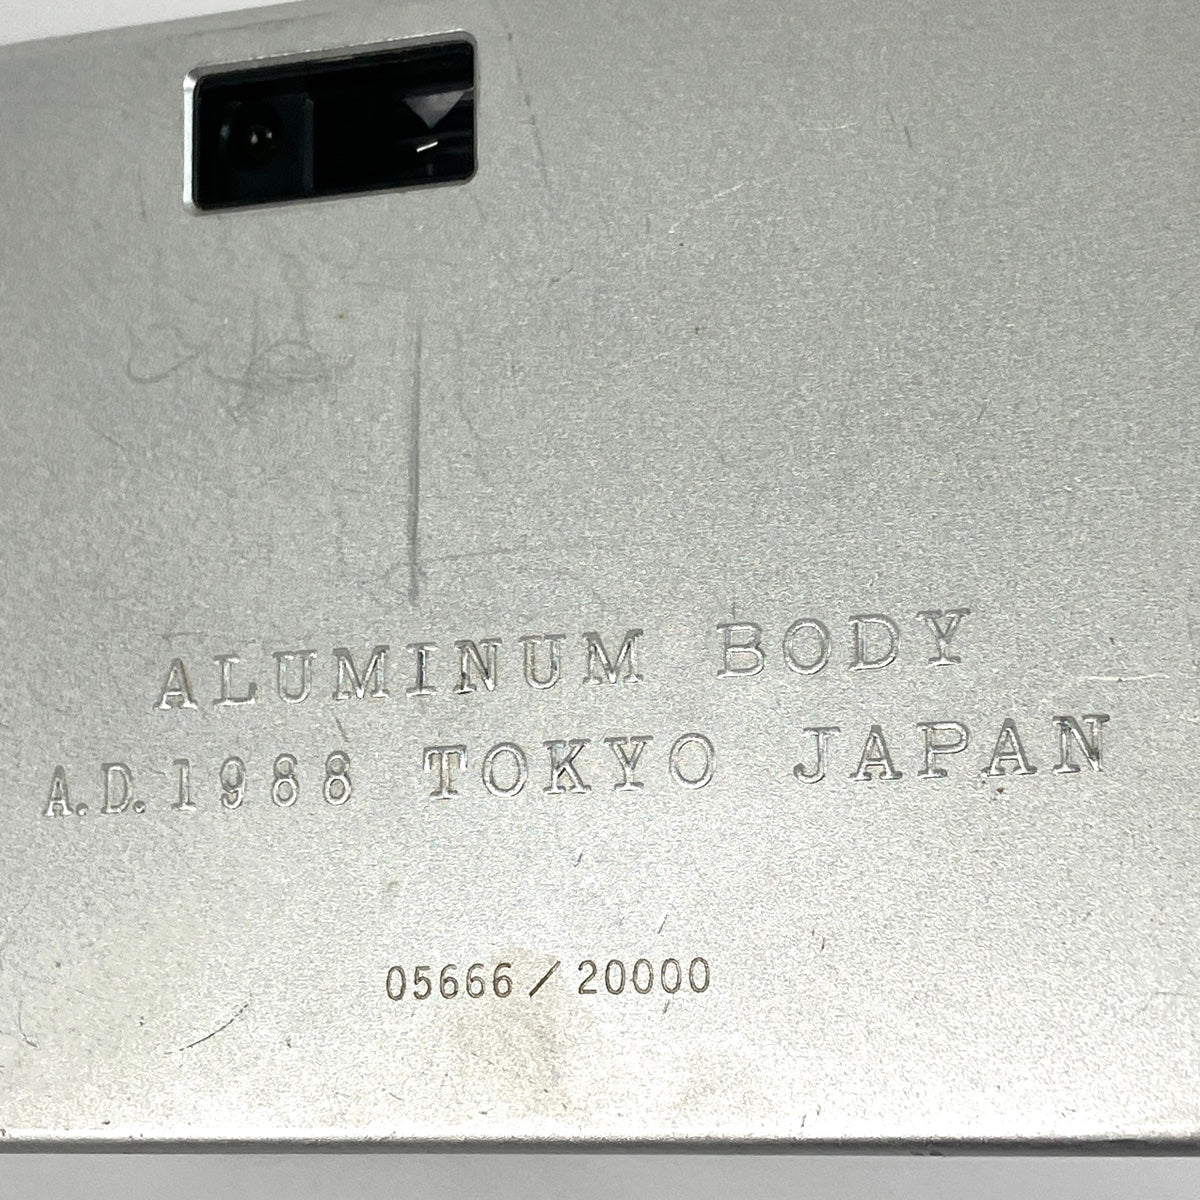 ALUMINUM BODY
A.D.1988 TOKYO JAPAN
05666/20000